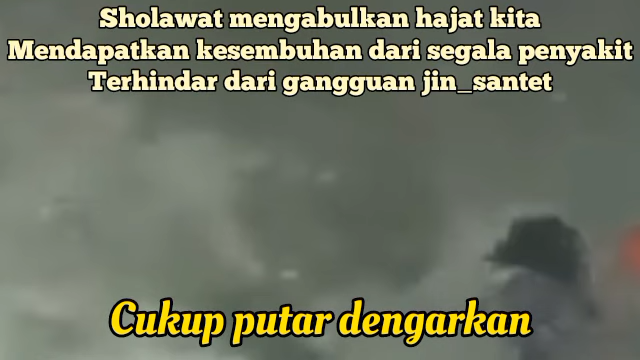 Sholawat mengabulkan hajat kita
Mendapatkan kesembuhan dari segala penyakit
Terhindar dari gangguan jin_santet
Cukup putar dengarkan